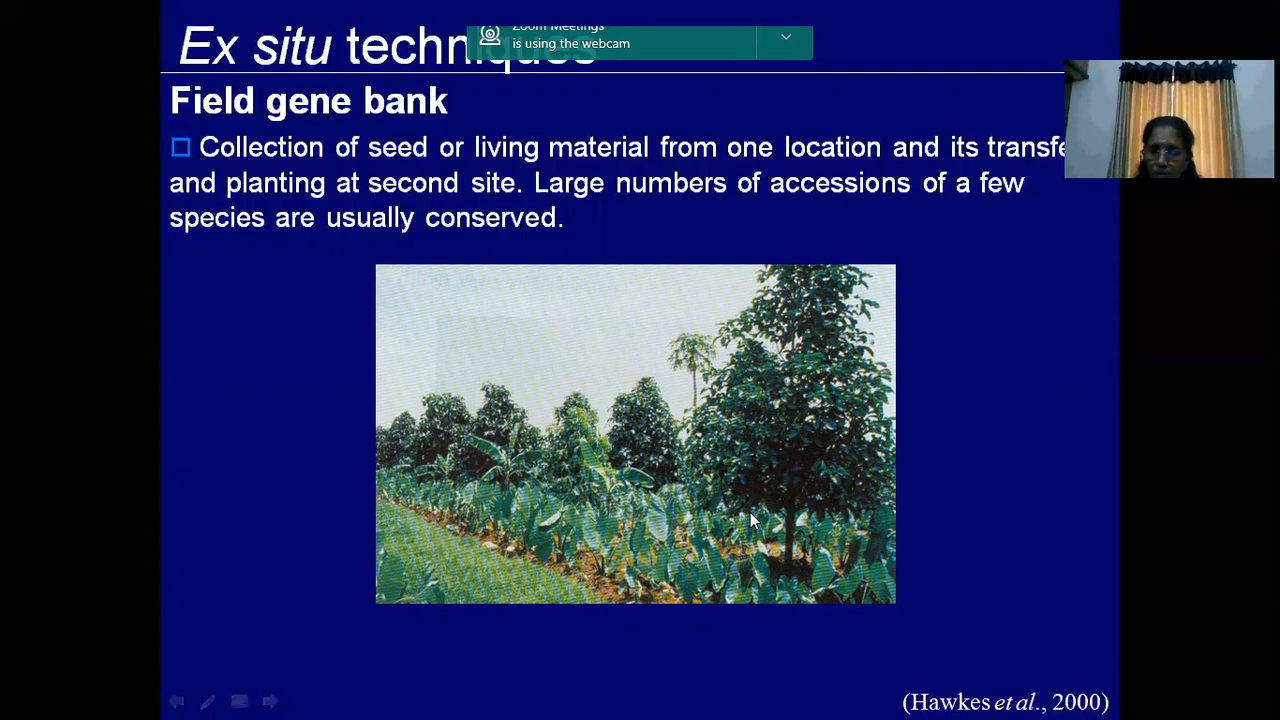 Ex situ techniques
Zoom Meetings
is using the webcam
Field gene bank
Collection of seed or living material from one location and its transfe
and planting at second site. Large numbers of accessions of a few
species are usually conserved.
(Hawkes et al., 2000)